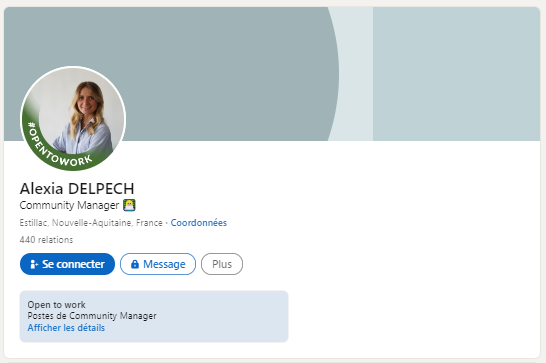 #OPENTOWORK
Alexia DELPECH
Community Manager 👩‍💻
Estillac, Nouvelle-Aquitaine, France · Coordonnées
440 relations
Se connecter
Message
Plus
Open to work
Postes de Community Manager
Afficher les détails